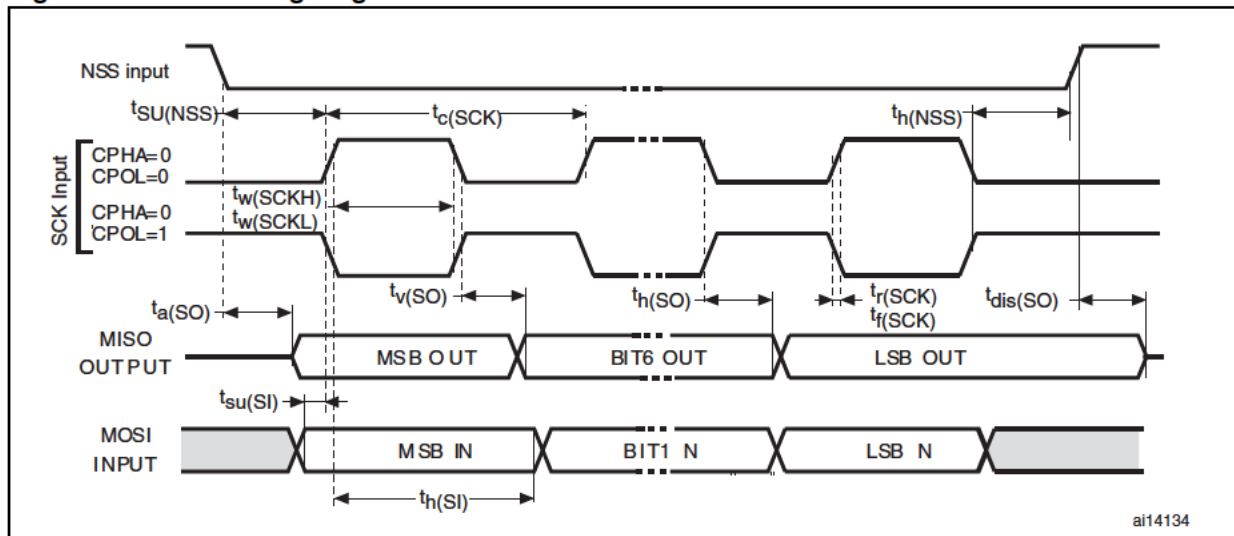 NSS input
tSU(NSS)
tc(SCK)
th(NSS)
SCK Input
CPHA=0
CPOL=0
tw(SCKH)
CPHA=0
tw(SCKL)
CPOL=1
ta(SO)
tv(SO)
th(SO)
tr(SCK)
tf(SCK)
tdis(SO)
MISO
OUTPUT
MSB OUT
BIT6 OUT
LSB OUT
tsu(SI)
MOSI
INPUT
MSB IN
BIT1 N
LSB N
th(SI)
ai14134